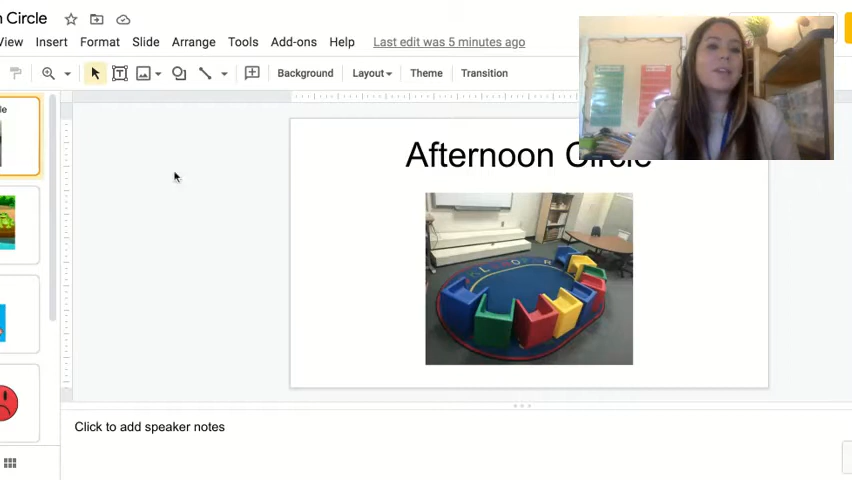 n Circle
View Insert Format Slide Arrange Tools Add-ons Help Last edit was 5 minutes ago
Background Layout Theme Transition
le
Afternoon Circle
Click to add speaker notes